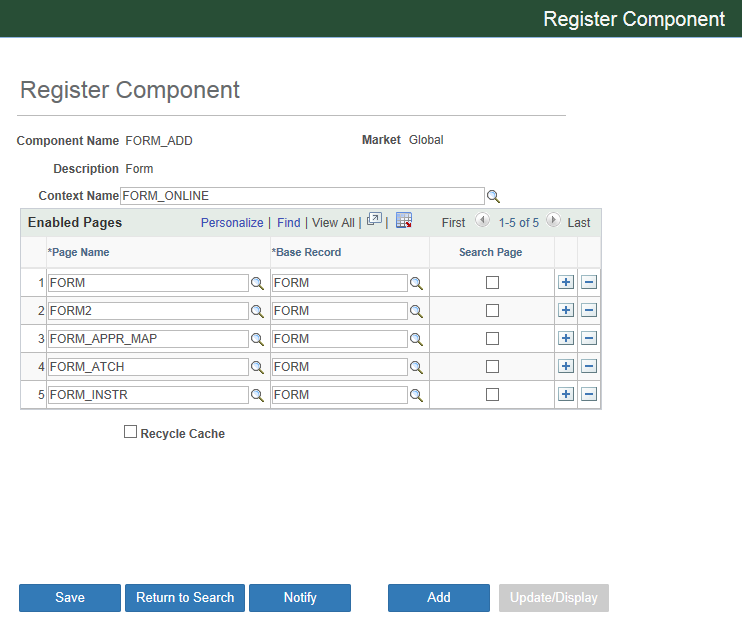 Register Component
Register Component
Component Name FORM_ADD Market Global
Description Form
Context Name FORM_ONLINE
Enabled Pages Personalize | Find | View All | | First 1-5 of 5 Last
*Page Name *Base Record Search Page
1 FORM FORM
2 FORM2 FORM
3 FORM_APPR_MAP FORM
4 FORM_ATCH FORM
5 FORM_INSTR FORM
Recycle Cache
Save Return to Search Notify Add Update/Display